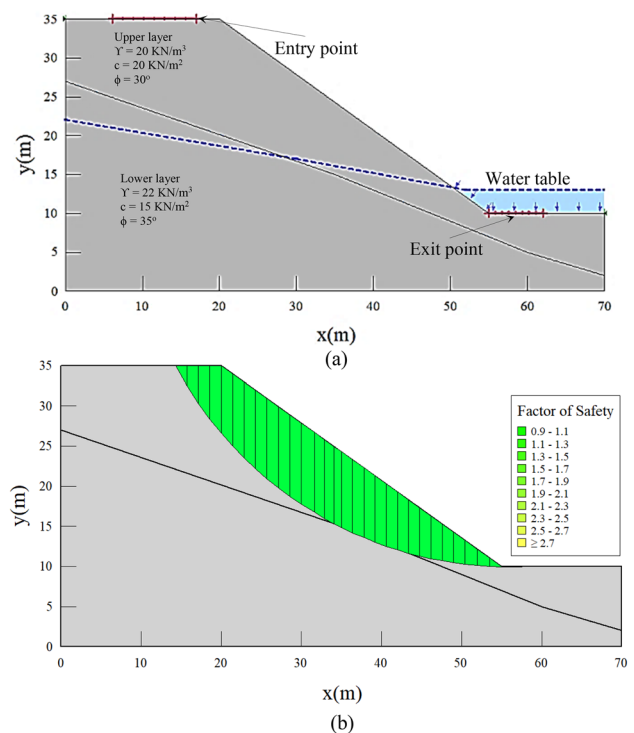 35
30
25
20
15
10
5
0
y(m)
Upper layer
ϒ = 20 KN/m³
c = 20 KN/m²
ϕ = 30º
Entry point
Lower layer
ϒ = 22 KN/m³
c = 15 KN/m²
ϕ = 35º
Water table
Exit point
0 10 20 30 40 50 60 70
x(m)
(a)
35
30
25
20
15
10
5
0
y(m)
Factor of Safety
0.9 - 1.1
1.1 - 1.3
1.3 - 1.5
1.5 - 1.7
1.7 - 1.9
1.9 - 2.1
2.1 - 2.3
2.3 - 2.5
2.5 - 2.7
≥ 2.7
0 10 20 30 40 50 60 70
x(m)
(b)